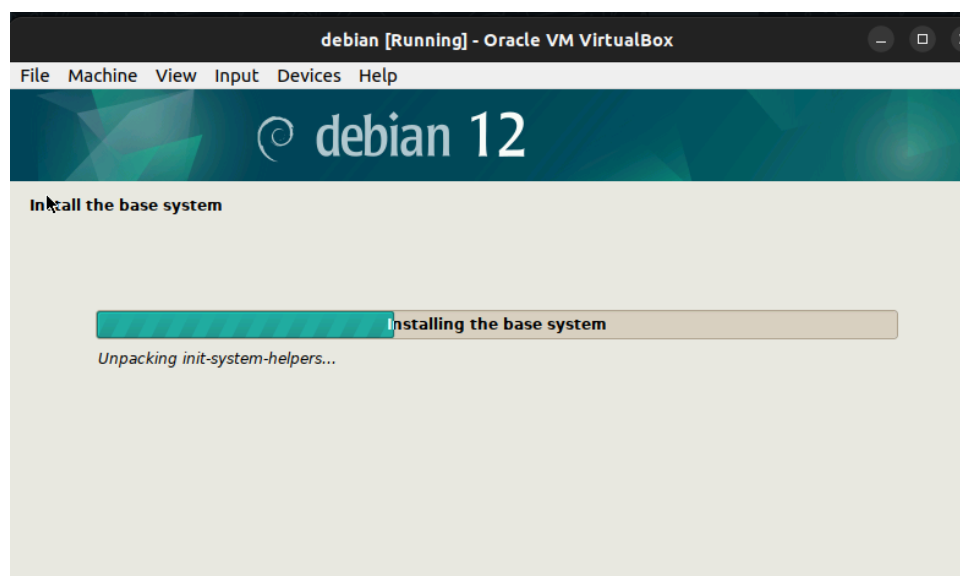 debian [Running] - Oracle VM VirtualBox
File Machine View Input Devices Help
debian 12
Install the base system
Installing the base system
Unpacking init-system-helpers...